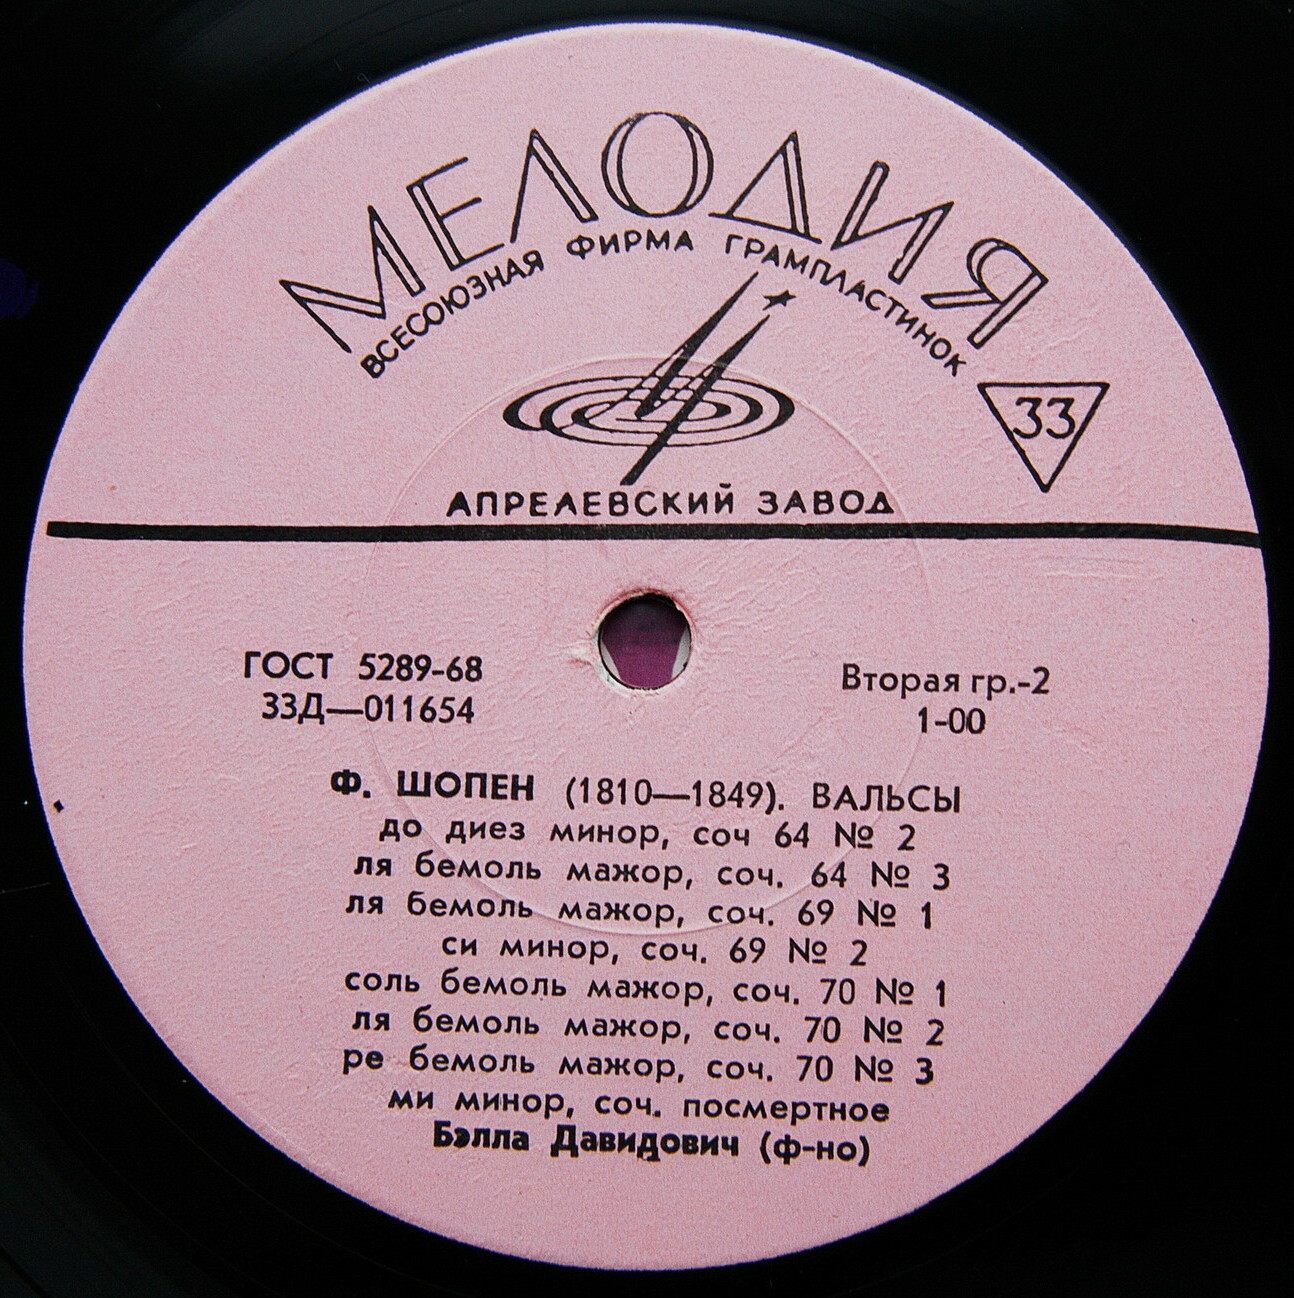 МЕЛОДИЯ
ВСЕСОЮЗНАЯ ФИРМА ГРАМПЛАСТИНОК
33
АПРЕЛЕВСКИЙ ЗАВОД
ГОСТ 5289-68
33Д—011654
Вторая гр.-2
1-00
Ф. ШОПЕН (1810—1849). ВАЛЬСЫ
до диез минор, соч 64 № 2
ля бемоль мажор, соч. 64 № 3
ля бемоль мажор, соч. 69 № 1
си минор, соч. 69 № 2
соль бемоль мажор, соч. 70 № 1
ля бемоль мажор, соч. 70 № 2
ре бемоль мажор, соч. 70 № 3
ми минор, соч. посмертное
Бэлла Давидович (ф-но)